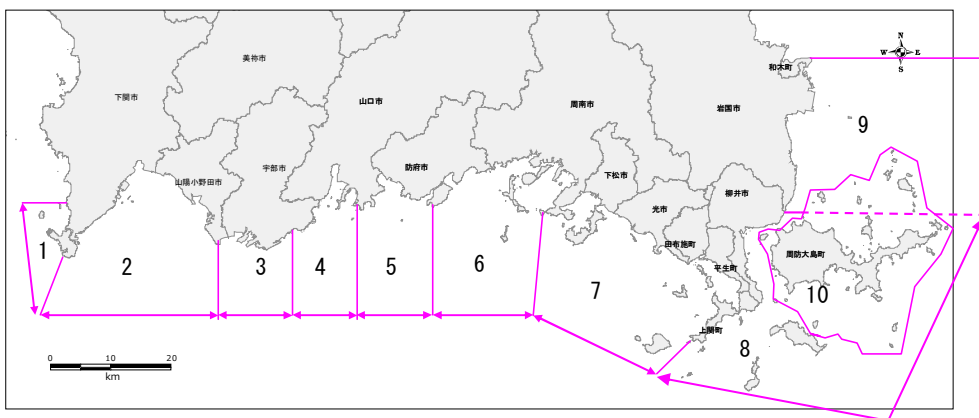 N
W E
S
和木町
美祢市
下関市
山口市
周南市
岩国市
9
防府市
宇部市
下松市
山陽小野田市
柳井市
光市
田布施町
1
2
3
4
5
6
周防大島町
平生町
7
10
上関町
8
0 10 20
km